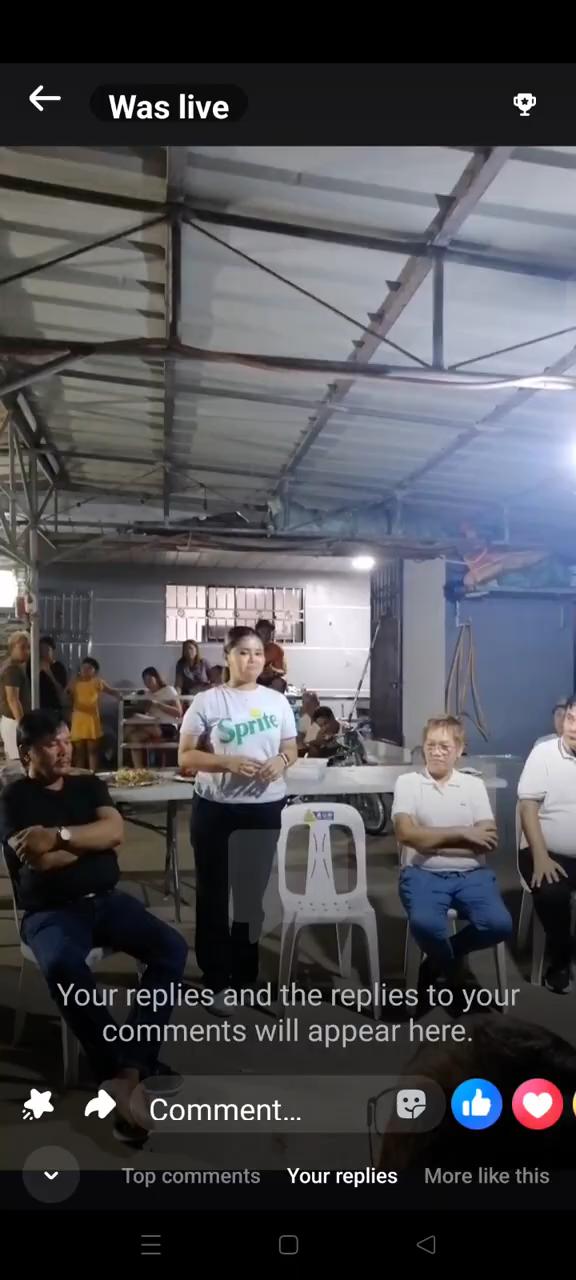 Was live
Sprite
Your replies and the replies to your
comments will appear here.
Comment...
Top comments
Your replies
More like this